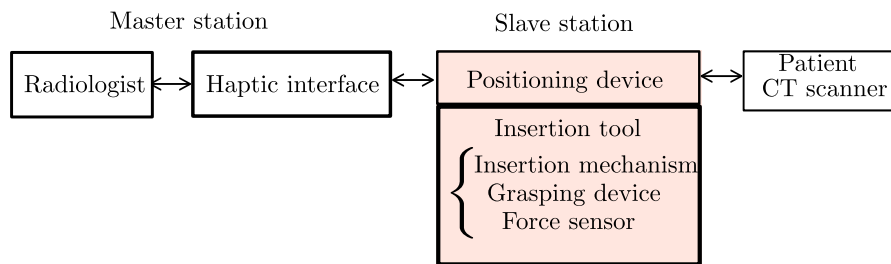 Master station
Slave station
Radiologist
Haptic interface
Positioning device
Patient
CT scanner
Insertion tool
Insertion mechanism
Grasping device
Force sensor